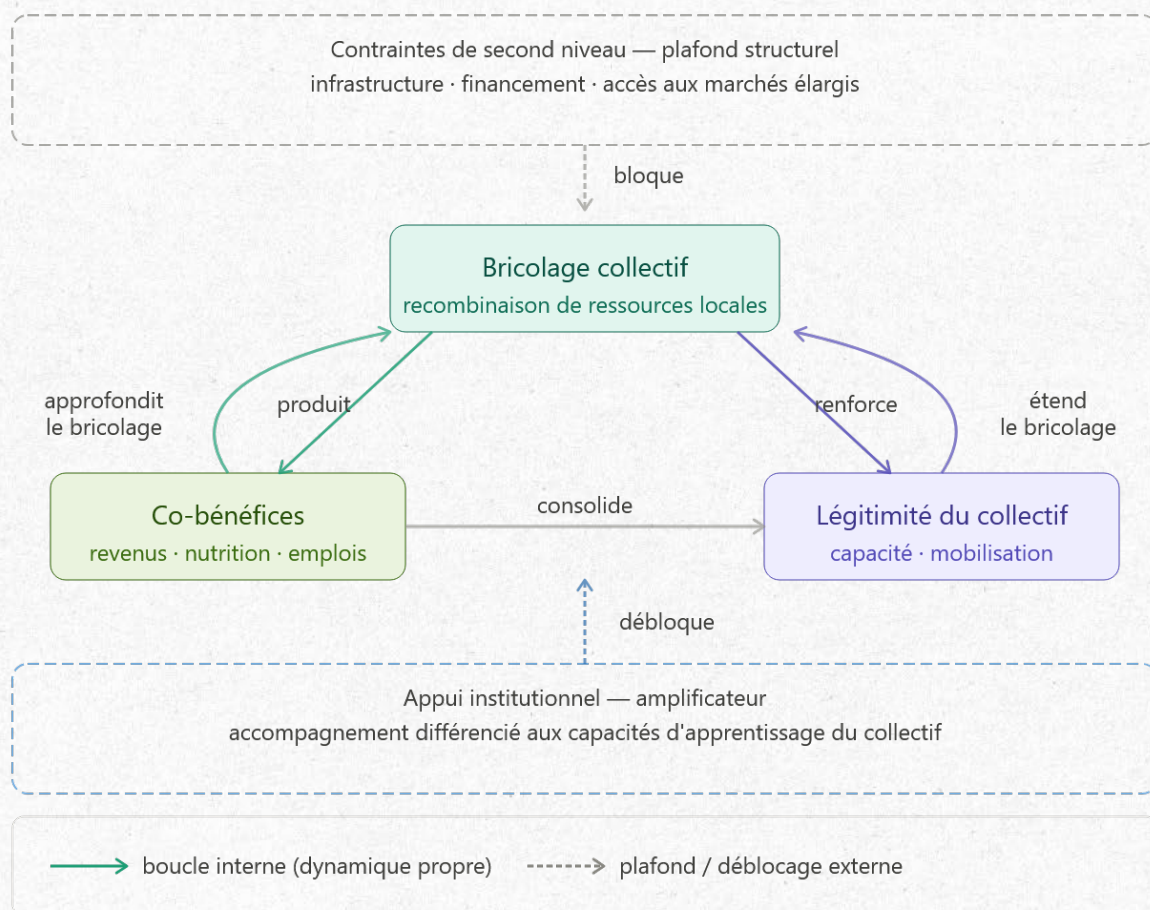 Contraintes de second niveau — plafond structurel
infrastructure · financement · accès aux marchés élargis
bloque
Bricolage collectif
recombinaison de ressources locales
approfondit
le bricolage
produit
renforce
étend
le bricolage
Co-bénéfices
revenus · nutrition · emplois
consolide
Légitimité du collectif
capacité · mobilisation
débloque
Appui institutionnel — amplificateur
accompagnement différencié aux capacités d'apprentissage du collectif
boucle interne (dynamique propre)
plafond / déblocage externe